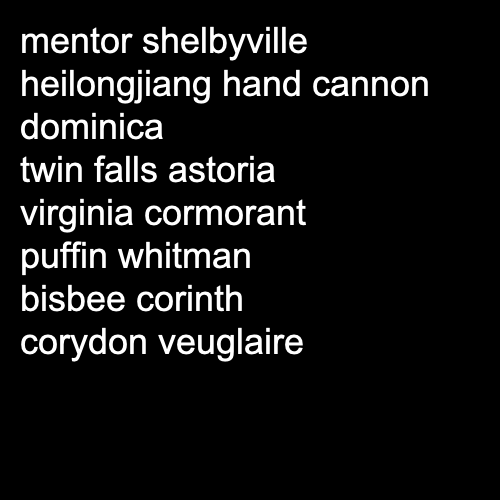 mentor shelbyville
heilongjiang hand cannon
dominica
twin falls astoria
virginia cormorant
puffin whitman
bisbee corinth
corydon veuglaire